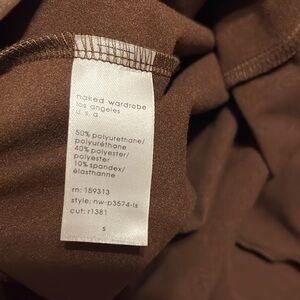 naked wardrobe
los angeles
u. s. a
50% polyurethane/
polyuréthane
40% polyester/
polyester
10% spandex/
élasthanne
rn: 159313
style: nw-p3574-ls
cut: r1381
s